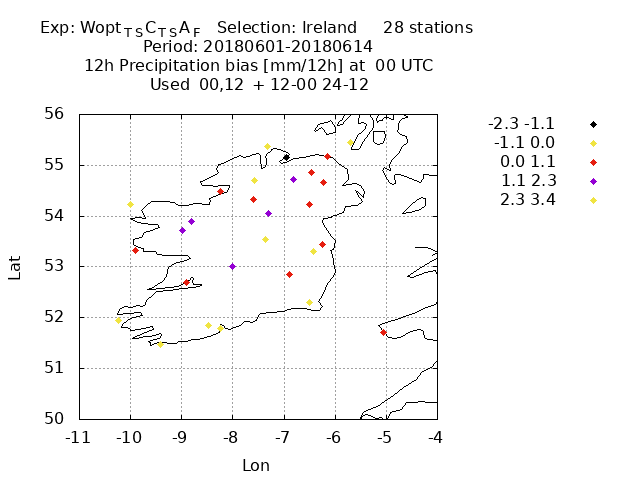 Exp: Wopt_TS C_TS A_F Selection: Ireland 28 stations
Period: 20180601-20180614
12h Precipitation bias [mm/12h] at 00 UTC
Used 00,12 + 12-00 24-12
-2.3 -1.1
-1.1 0.0
0.0 1.1
1.1 2.3
2.3 3.4
56
55
54
53
52
51
50
Lat
-11 -10 -9 -8 -7 -6 -5 -4
Lon